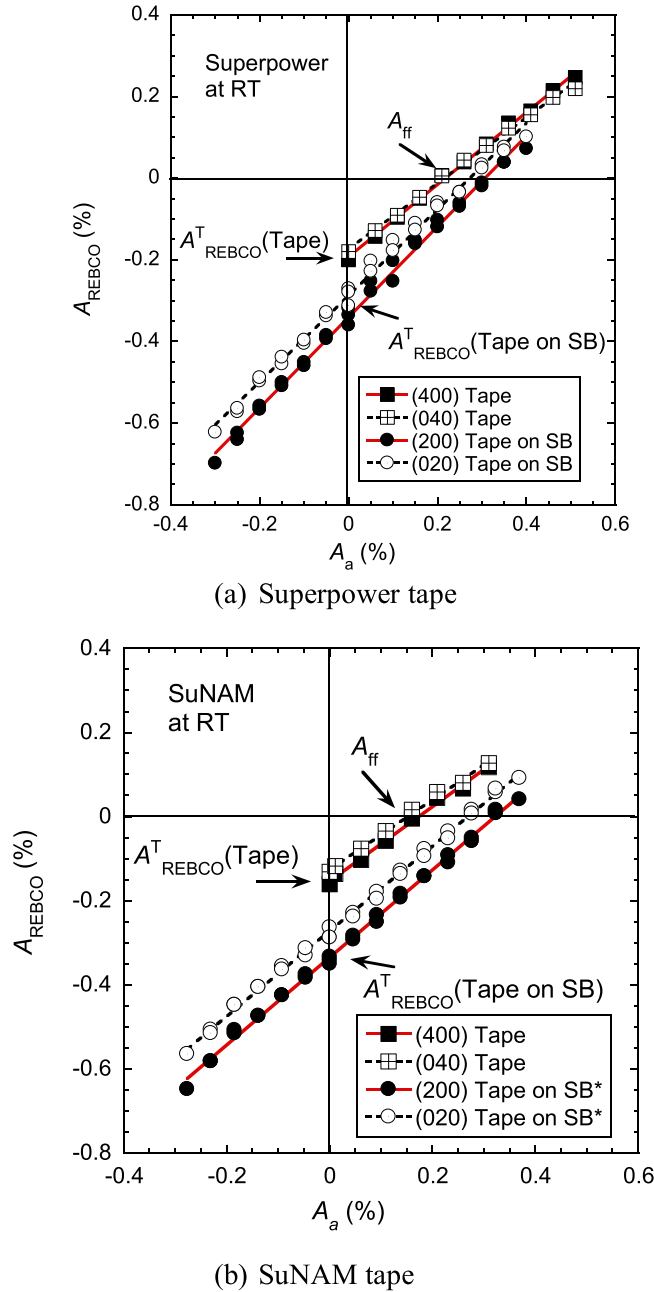 Superpower
at RT
A_ff
A^T_REBCO(Tape)
A^T_REBCO(Tape on SB)
(400) Tape
(040) Tape
(200) Tape on SB
(020) Tape on SB
0.4
0.2
0
-0.2
-0.4
-0.6
-0.8
A_REBCO (%)
-0.4
-0.2
0
0.2
0.4
0.6
A_a (%)
(a) Superpower tape
SuNAM
at RT
A_ff
A^T_REBCO(Tape)
A^T_REBCO(Tape on SB)
(400) Tape
(040) Tape
(200) Tape on SB*
(020) Tape on SB*
0.4
0.2
0
-0.2
-0.4
-0.6
-0.8
A_REBCO (%)
-0.4
-0.2
0
0.2
0.4
0.6
A_a (%)
(b) SuNAM tape